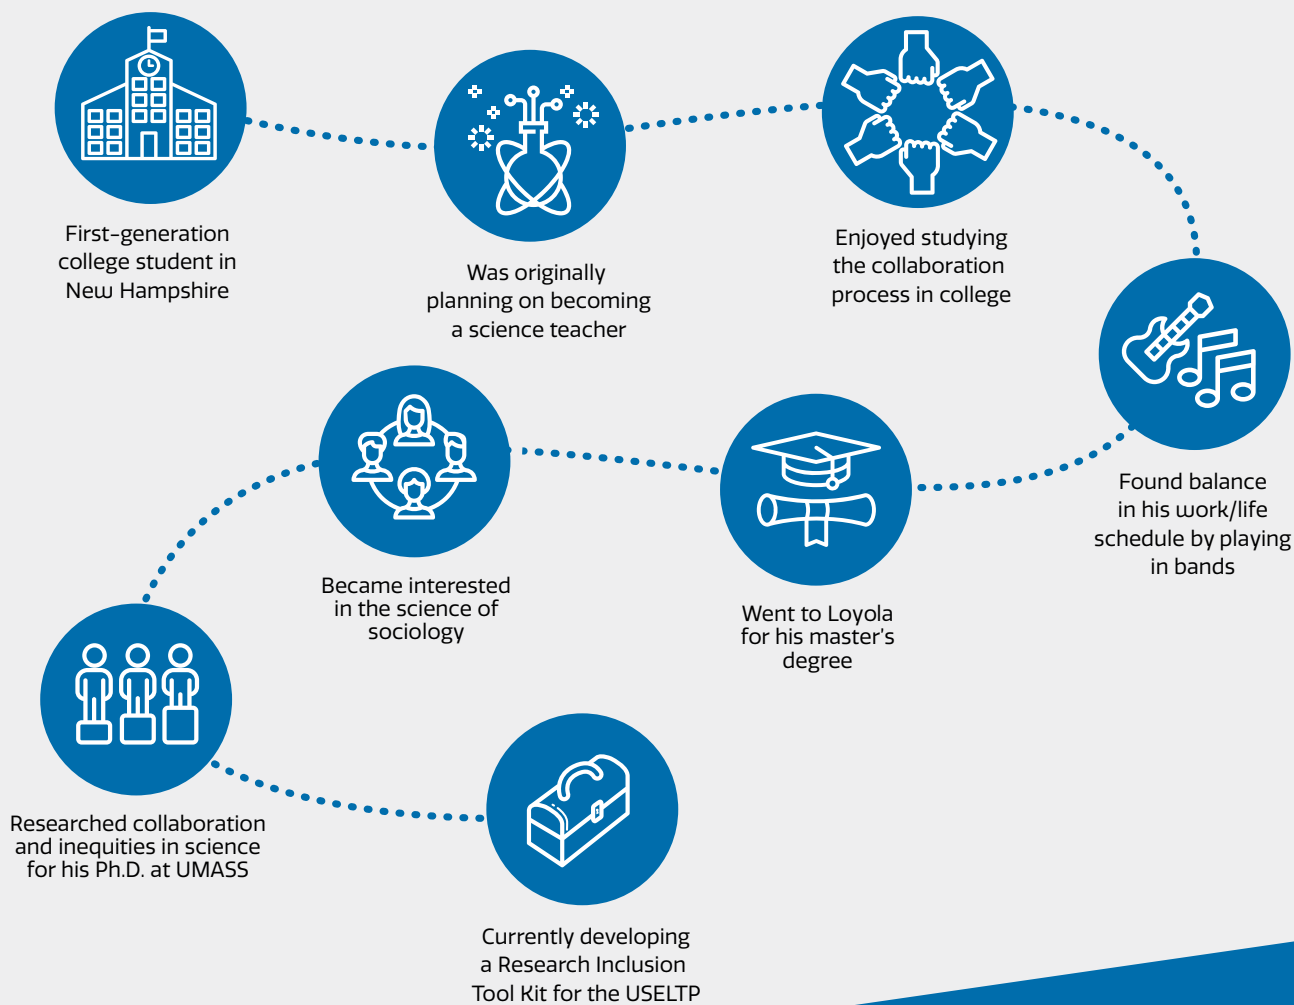 First-generation
college student in
New Hampshire
Was originally
planning on becoming
a science teacher
Enjoyed studying
the collaboration
process in college
Found balance
in his work/life
schedule by playing
in bands
Went to Loyola
for his master's
degree
Became interested
in the science of
sociology
Researched collaboration
and inequities in science
for his Ph.D. at UMASS
Currently developing
a Research Inclusion
Tool Kit for the USELTP